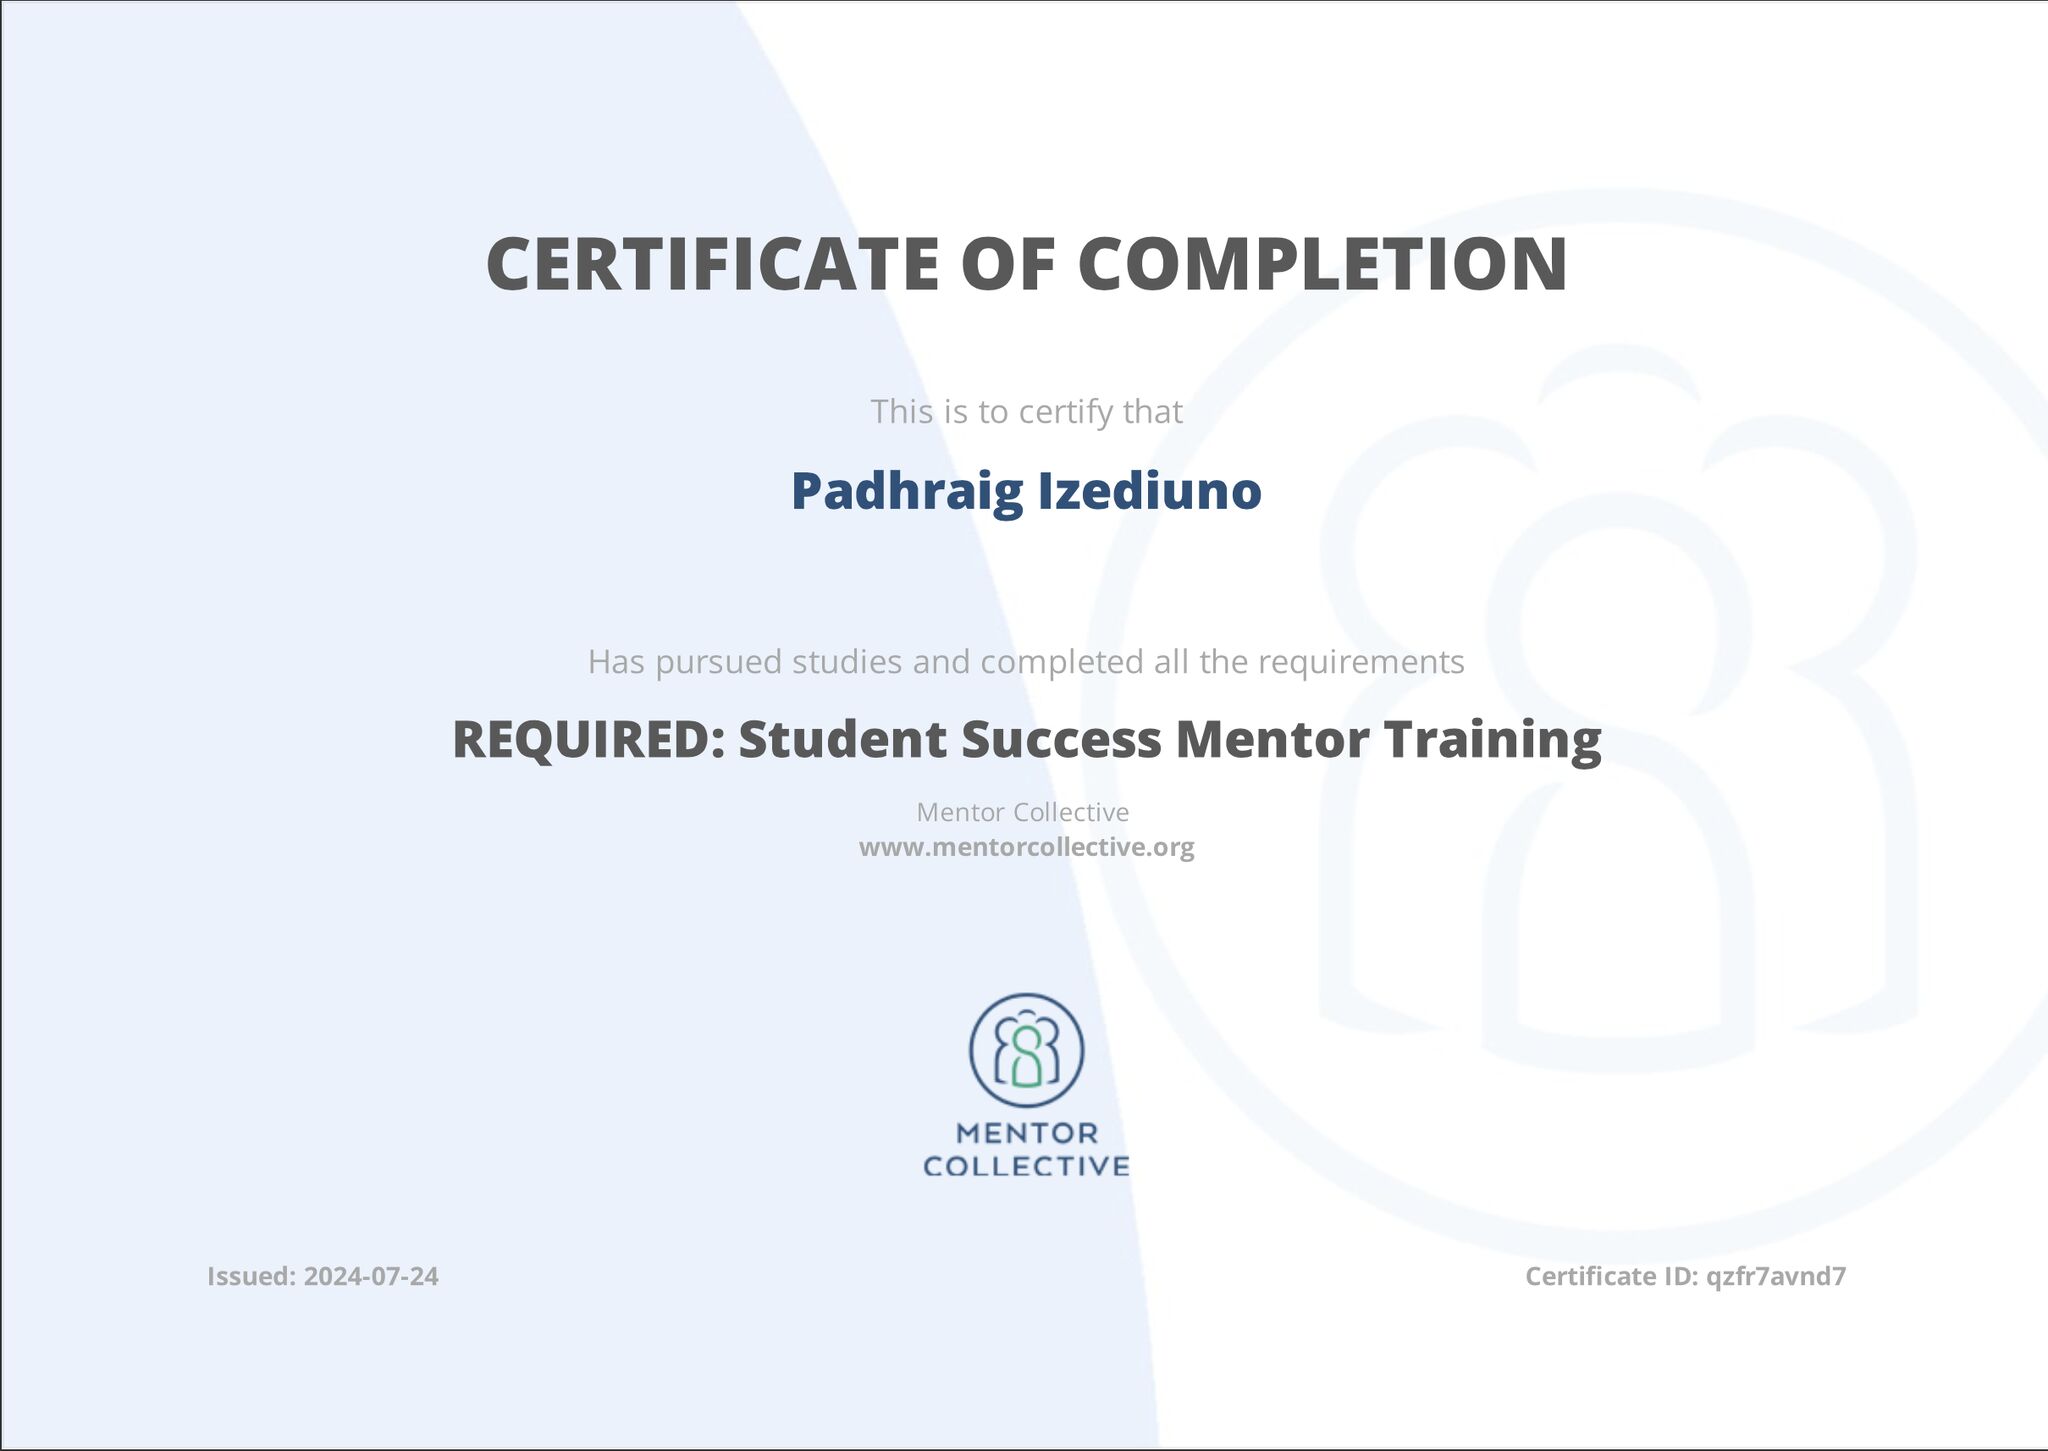 CERTIFICATE OF COMPLETION
This is to certify that
Padhraig Izediuno
Has pursued studies and completed all the requirements
REQUIRED: Student Success Mentor Training
Mentor Collective
www.mentorcollective.org
MENTOR
COLLECTIVE
Issued: 2024-07-24
Certificate ID: qzfr7avnd7